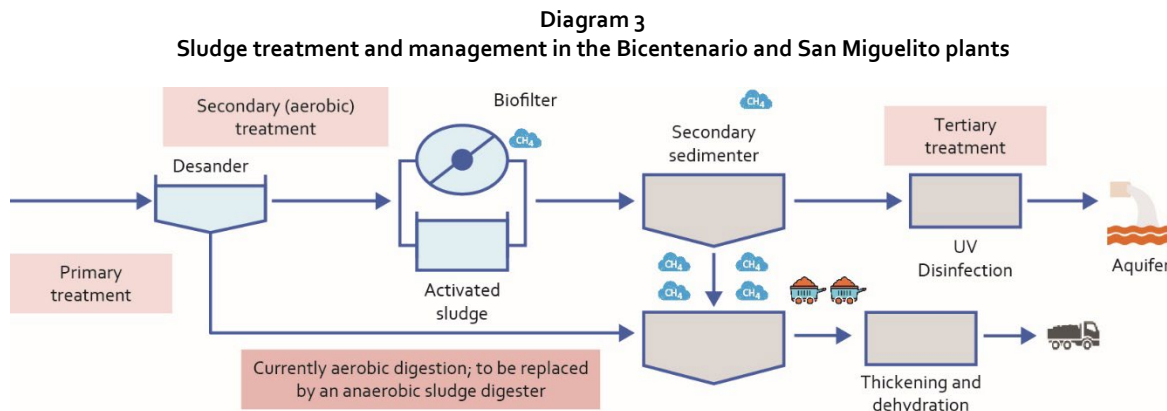 Diagram 3
Sludge treatment and management in the Bicentenario and San Miguelito plants
Secondary (aerobic)
treatment
Biofilter
CH4
CH4
Secondary
sedimenter
Tertiary
treatment
Desander
Primary
treatment
Activated
sludge
CH4
CH4
CH4
CH4
UV
Disinfection
Aquifer
Currently aerobic digestion; to be replaced
by an anaerobic sludge digester
Thickening and
dehydration